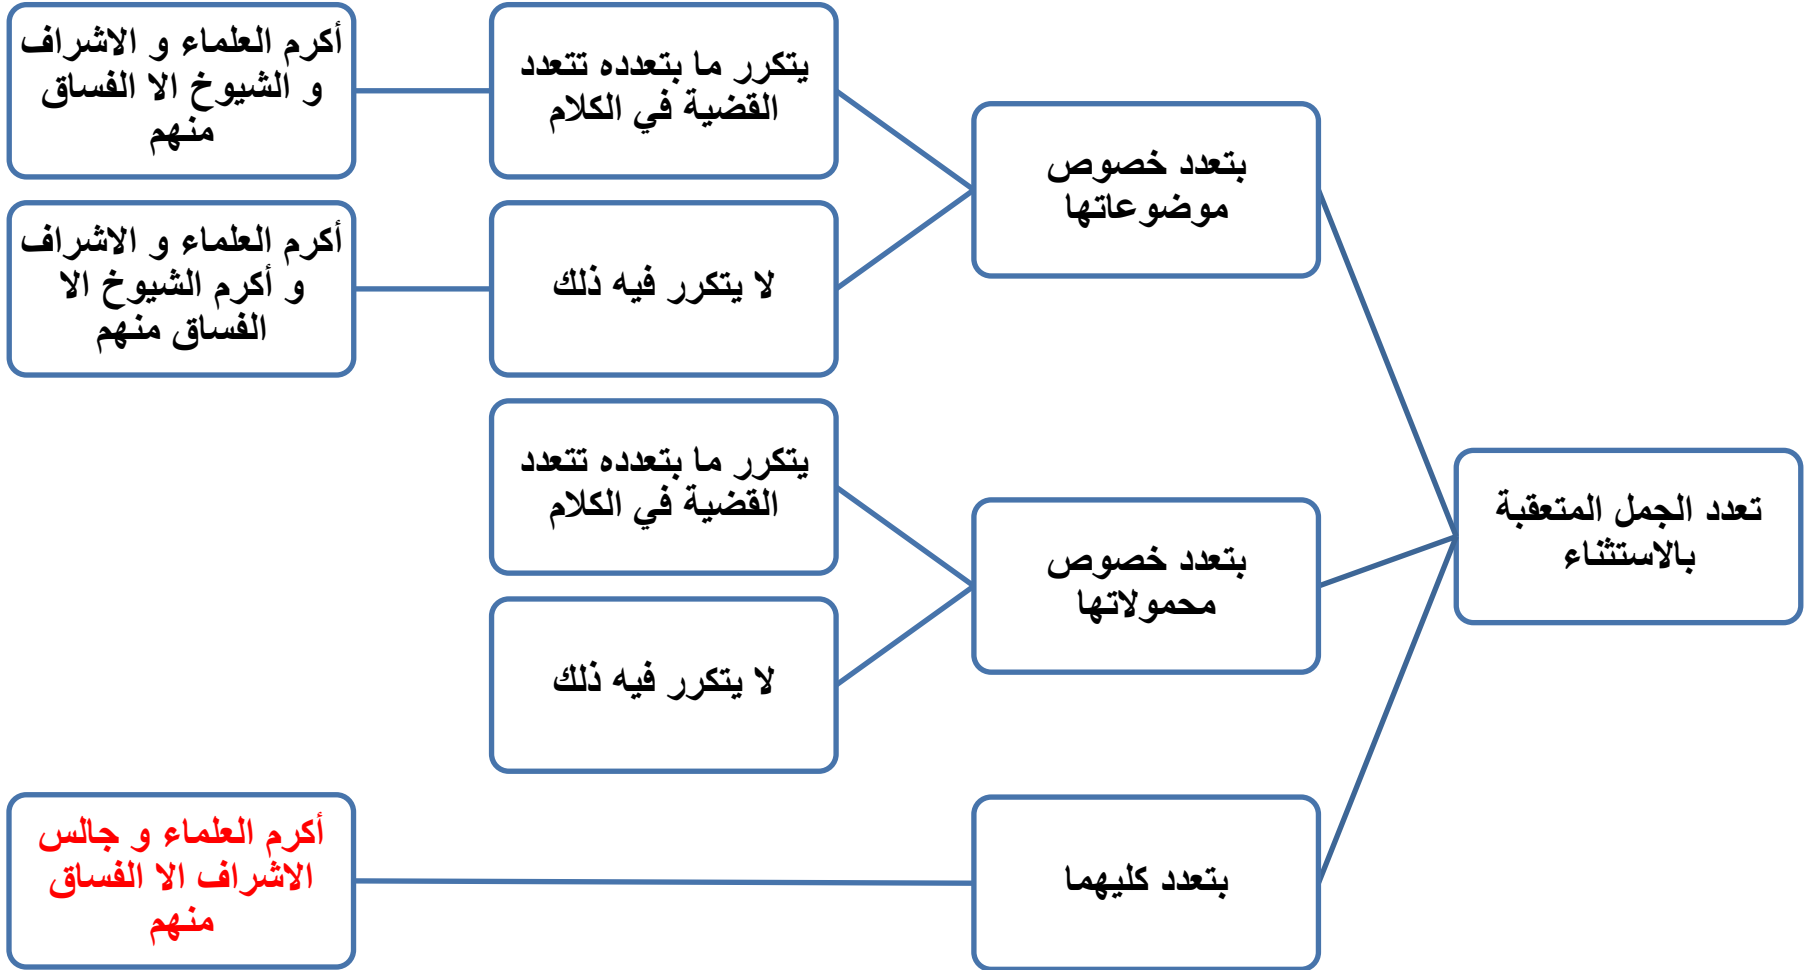 تعدد الجمل المتعقبة
بالاستثناء
بتعدد خصوص
موضوعاتها
يتكرر ما بتعدده تتعدد
القضية في الكلام
أكرم العلماء و الاشراف
و الشيوخ الا الفساق
منهم
لا يتكرر فيه ذلك
أكرم العلماء و الاشراف
و أكرم الشيوخ الا
الفساق منهم
بتعدد خصوص
محمولاتها
يتكرر ما بتعدده تتعدد
القضية في الكلام
لا يتكرر فيه ذلك
بتعدد كليهما
أكرم العلماء و جالس
الاشراف الا الفساق
منهم